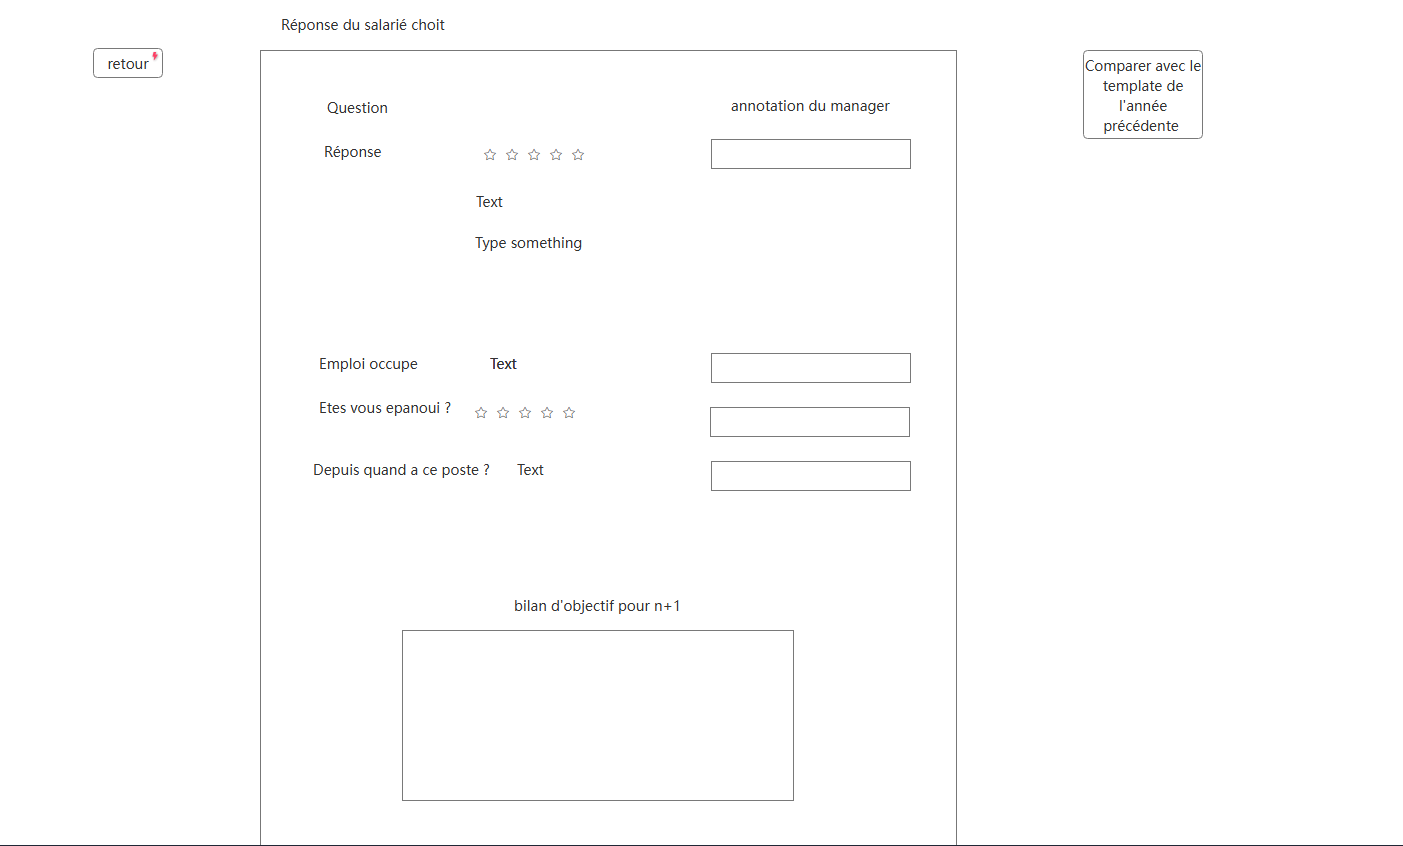 Réponse du salarié choit
retour
Comparer avec le
template de
l'année
précédente
Question
annotation du manager
Réponse
Text
Type something
Emploi occupe
Text
Etes vous epanoui ?
Depuis quand a ce poste ?
Text
bilan d'objectif pour n+1